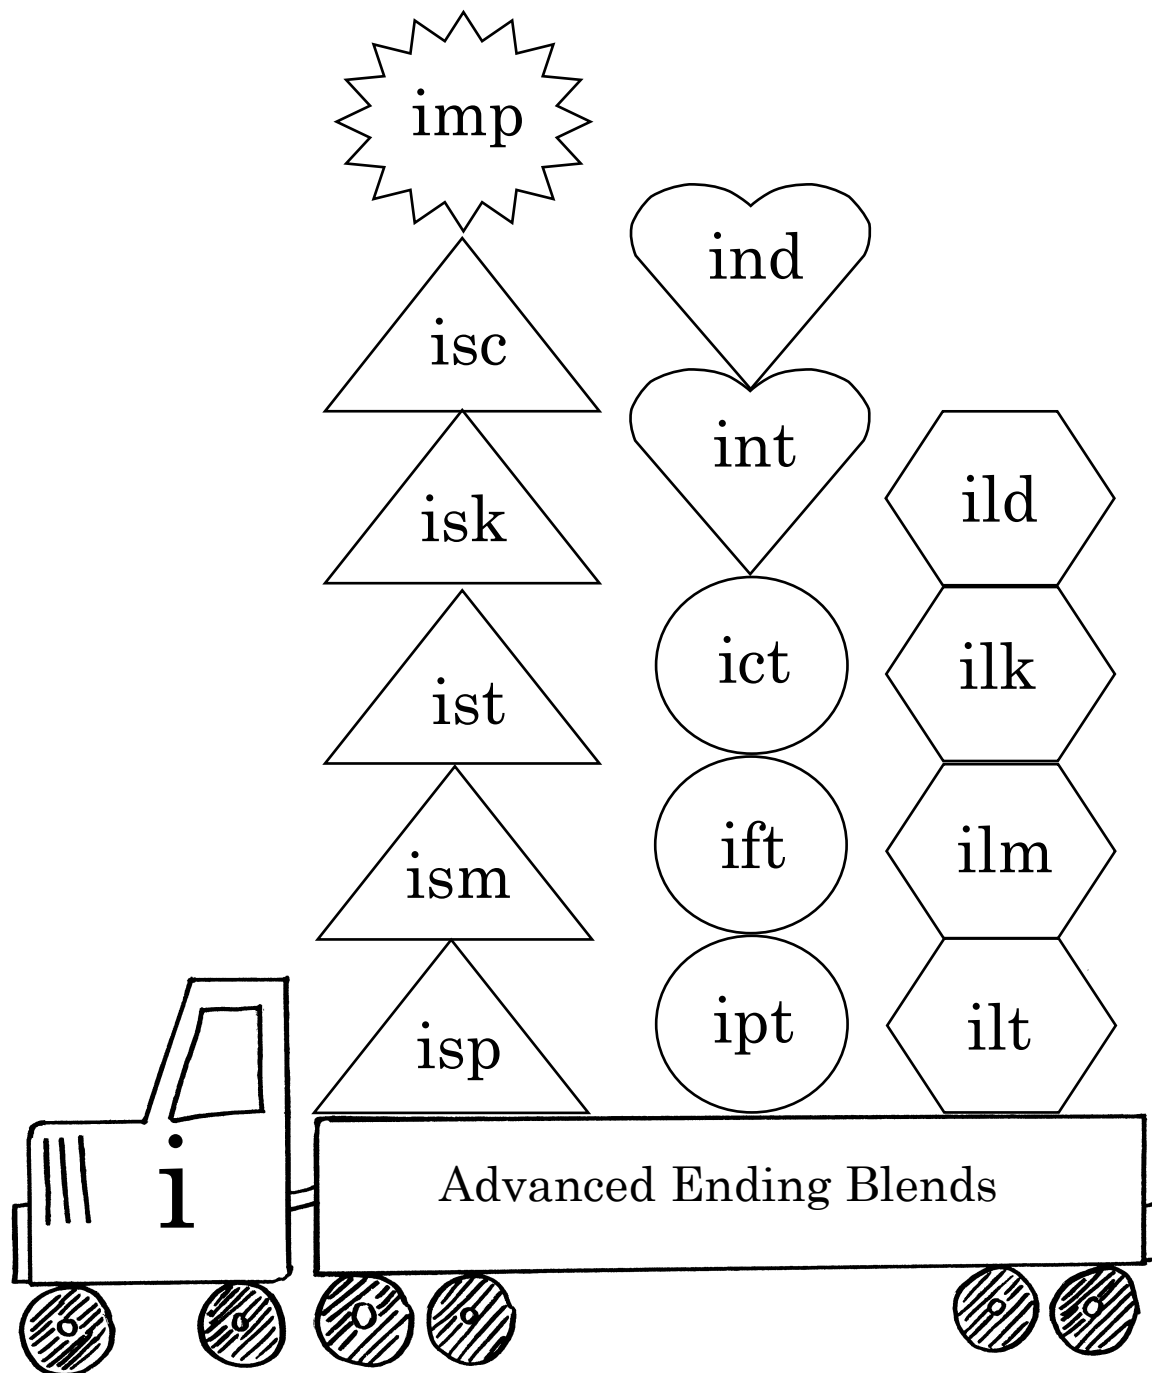 imp
isc
isk
ist
ism
isp
ind
int
ict
ift
ipt
ild
ilk
ilm
ilt
i
Advanced Ending Blends